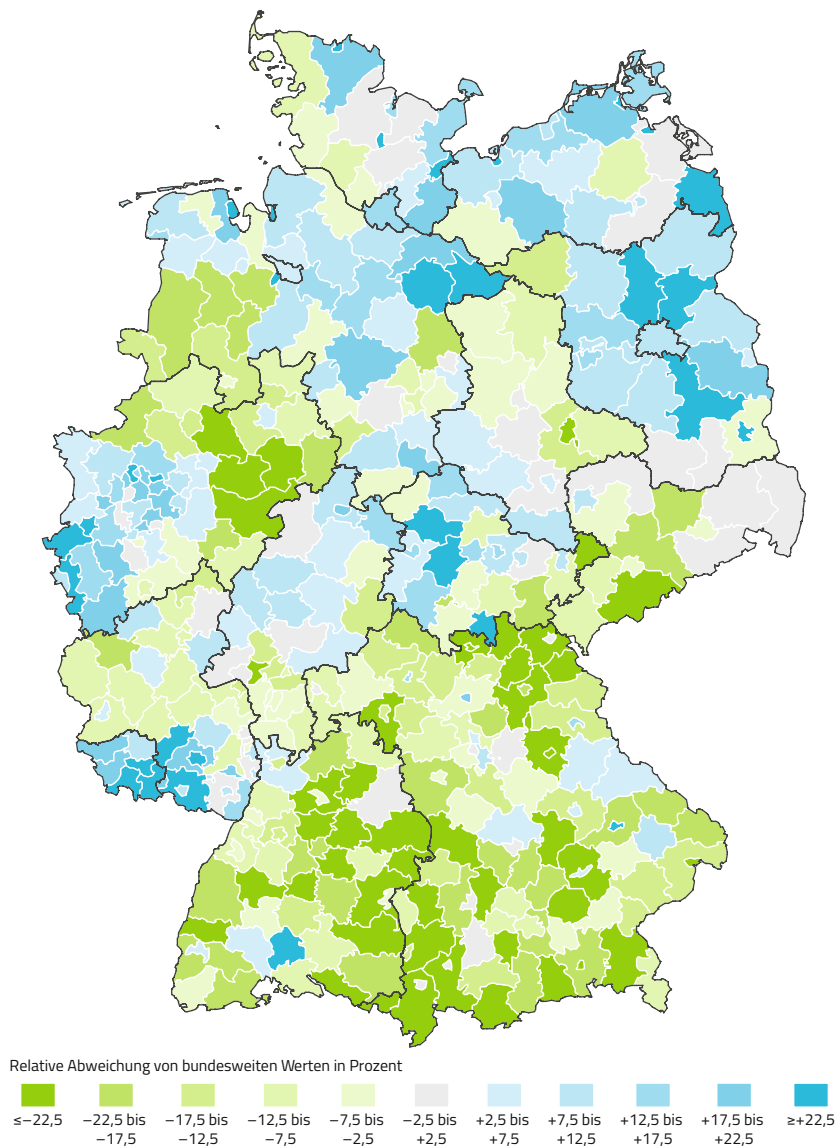 Relative Abweichung von bundesweiten Werten in Prozent
≤−22,5
−22,5 bis
−17,5
−17,5 bis
−12,5
−12,5 bis
−7,5
−7,5 bis
−2,5
−2,5 bis
+2,5
+2,5 bis
+7,5
+7,5 bis
+12,5
+12,5 bis
+17,5
+17,5 bis
+22,5
≥+22,5